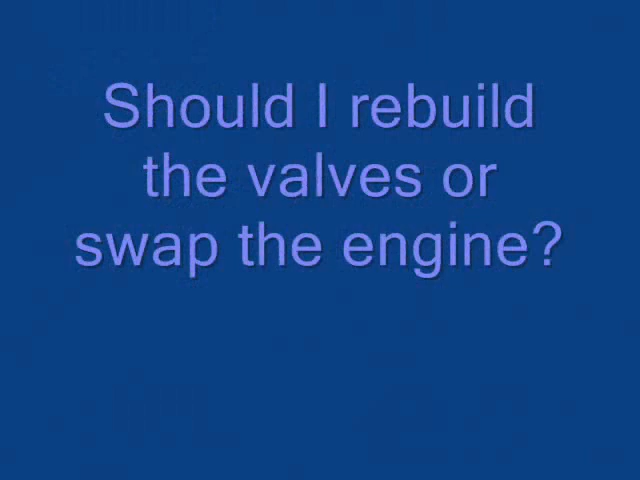 Should I rebuild
the valves or
swap the engine?